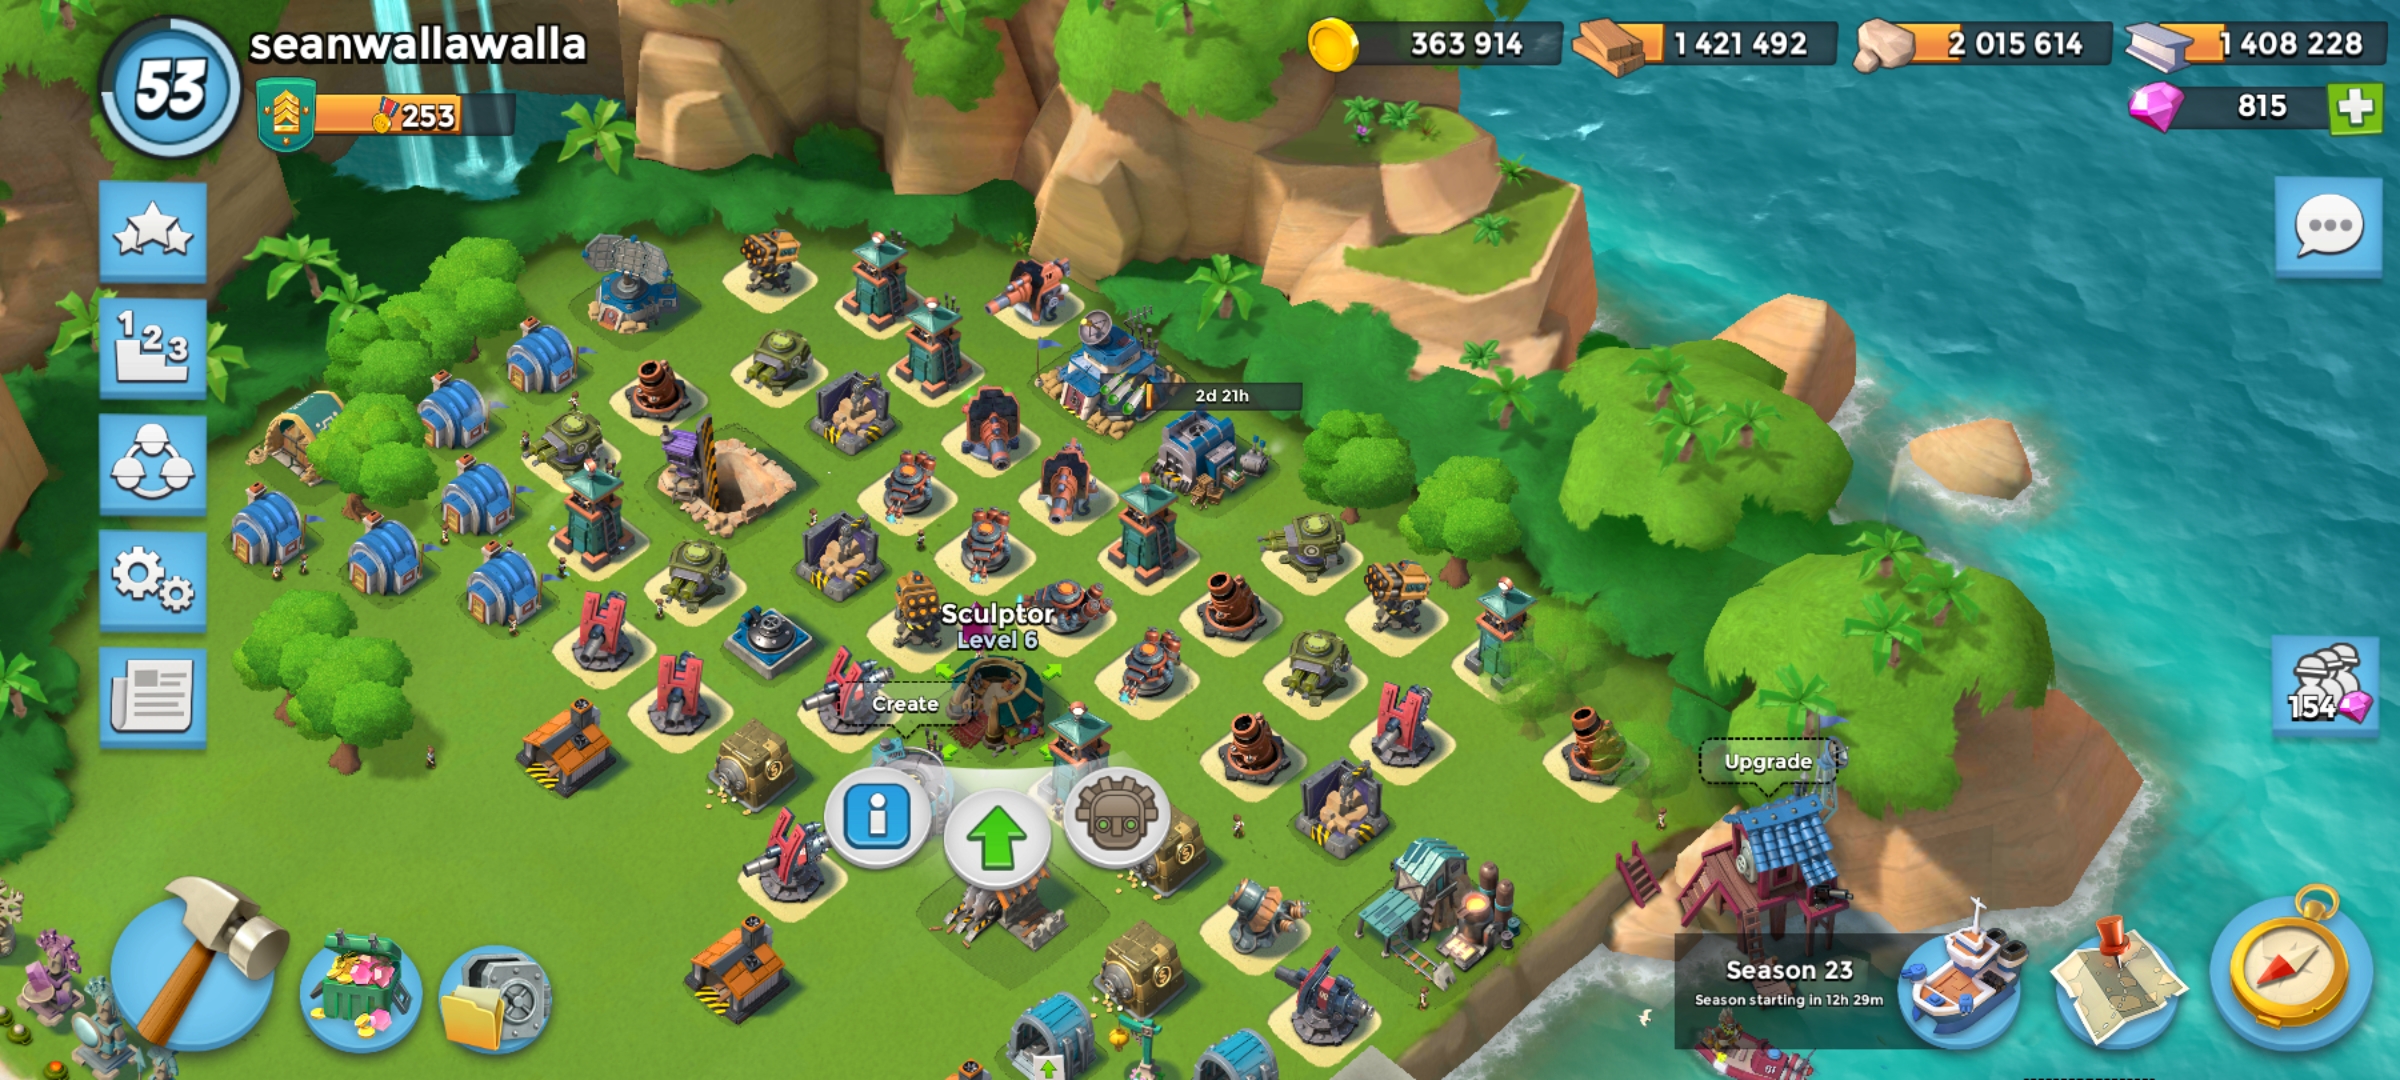 53
seanwallawalla
253
363 914
1 421 492
2 015 614
1 408 228
815
123
2d 21h
Sculptor
Level 6
Create
154
Upgrade
Season 23
Season starting in 12h 29m